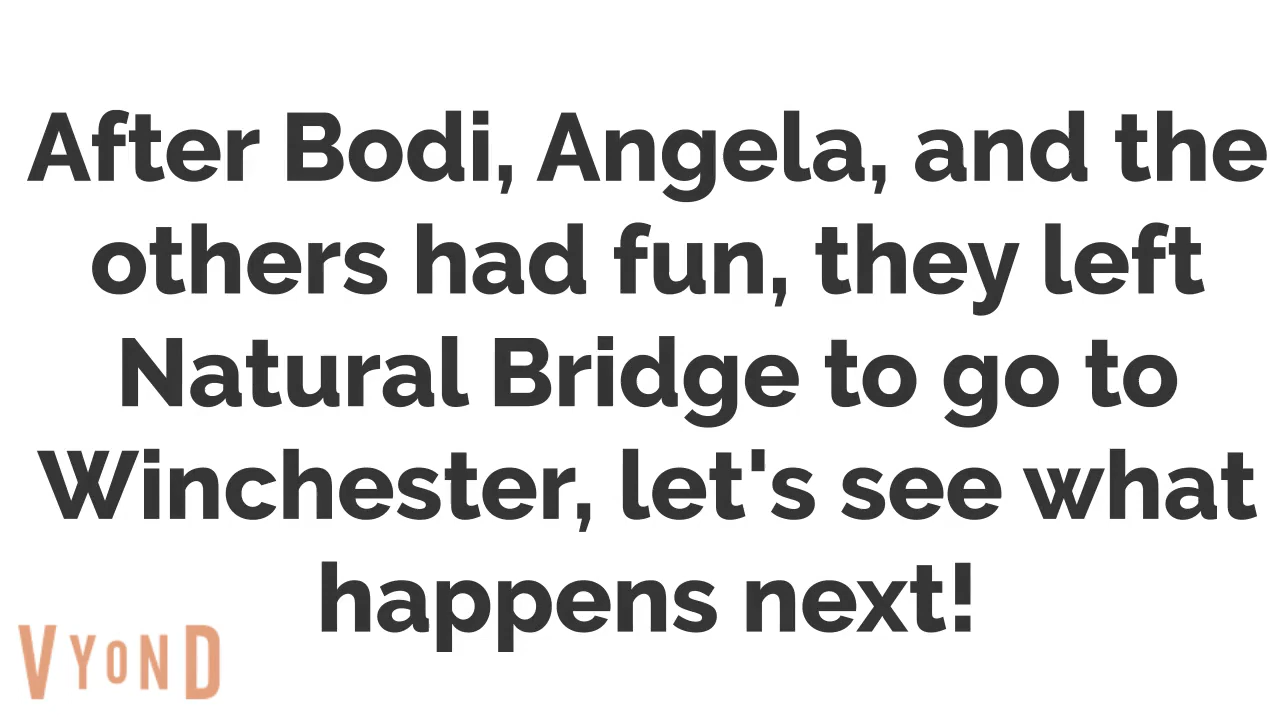 After Bodi, Angela, and the
others had fun, they left
Natural Bridge to go to
Winchester, let's see what
happens next!
VYOND